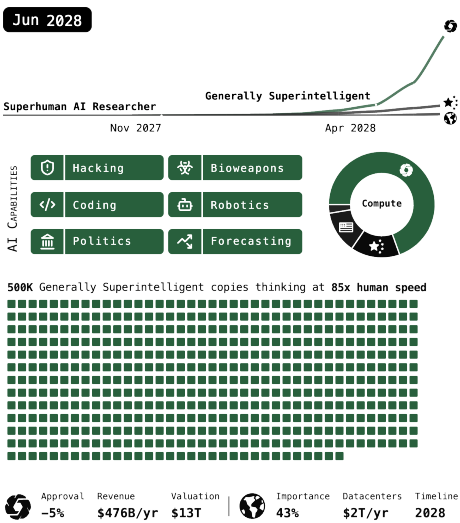 Jun 2028
Generally Superintelligent
Superhuman AI Researcher
Nov 2027 Apr 2028
AI Capabilities
Hacking Bioweapons
Coding Robotics
Politics Forecasting
Compute
500K Generally Superintelligent copies thinking at 85x human speed
Approval Revenue Valuation Importance Datacenters Timeline
−5% $476B/yr $13T 43% $2T/yr 2028